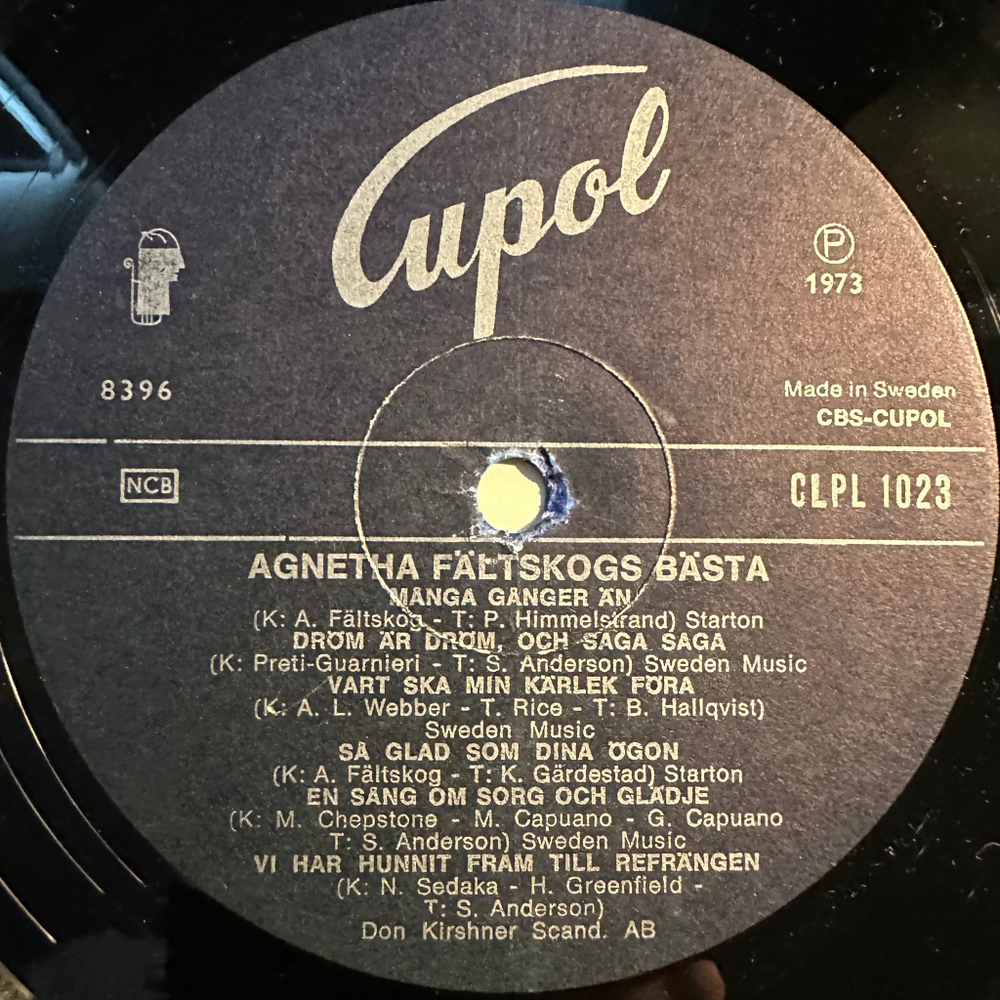 Cupol
℗
1973
8396
Made in Sweden
CBS-CUPOL
NCB
CLPL 1023
AGNETHA FÄLTSKOGS BÄSTA
MÅNGA GÅNGER ÄN
(K: A. Fältskog - T: P. Himmelstrand) Starton
DRÖM ÄR DRÖM, OCH SAGA SAGA
(K: Preti-Guarnieri - T: S. Anderson) Sweden Music
VART SKA MIN KÄRLEK FÖRA
(K: A. L. Webber - T. Rice - T: B. Hallqvist)
Sweden Music
SÅ GLAD SOM DINA ÖGON
(K: A. Fältskog - T: K. Gärdestad) Starton
EN SÅNG OM SORG OCH GLÄDJE
(K: M. Chepstone - M. Capuano - G. Capuano
T: S. Anderson) Sweden Music
VI HAR HUNNIT FRAM TILL REFRÄNGEN
(K: N. Sedaka - H. Greenfield -
T: S. Anderson)
Don Kirshner Scand. AB